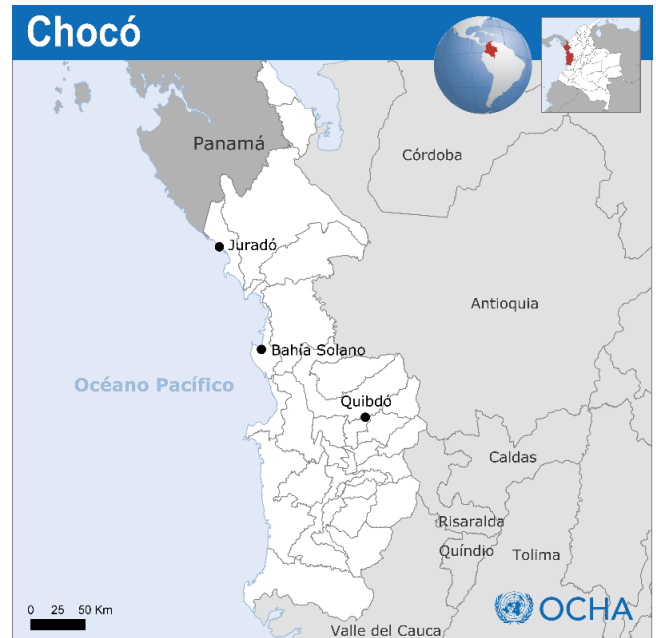 Chocó
Panamá
Córdoba
Juradó
Antioquia
Bahía Solano
Océano Pacífico
Quibdó
Caldas
Risaralda
Quíndio
Tolima
0 25 50 Km
OCHA
Valle del Cauca